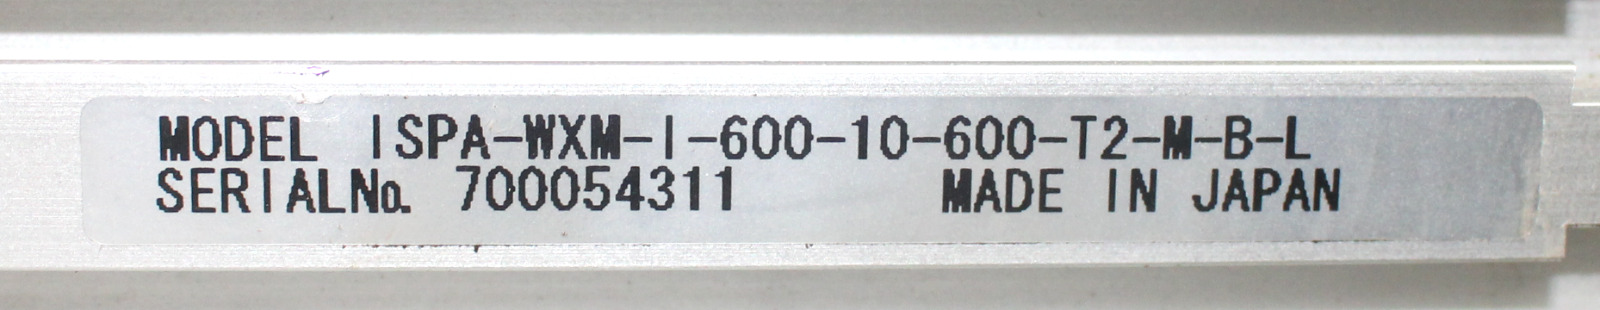 MODEL ISPA-WXM-I-600-10-600-T2-M-B-L
SERIALNo. 700054311 MADE IN JAPAN